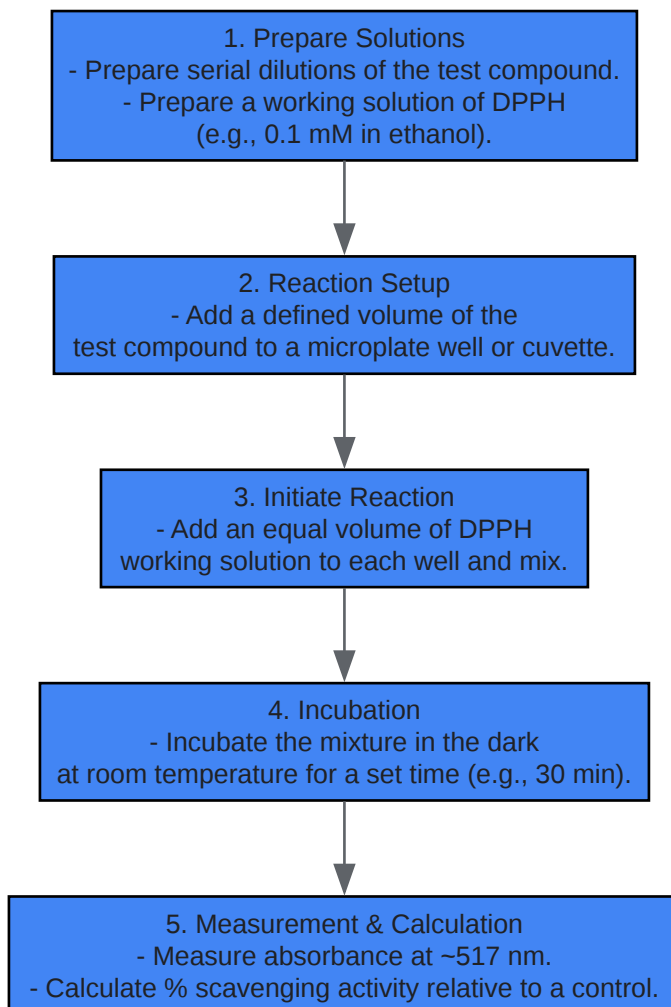 1. Prepare Solutions
- Prepare serial dilutions of the test compound.
- Prepare a working solution of DPPH
(e.g., 0.1 mM in ethanol).
2. Reaction Setup
- Add a defined volume of the
test compound to a microplate well or cuvette.
3. Initiate Reaction
- Add an equal volume of DPPH
working solution to each well and mix.
4. Incubation
- Incubate the mixture in the dark
at room temperature for a set time (e.g., 30 min).
5. Measurement & Calculation
- Measure absorbance at ~517 nm.
- Calculate % scavenging activity relative to a control.